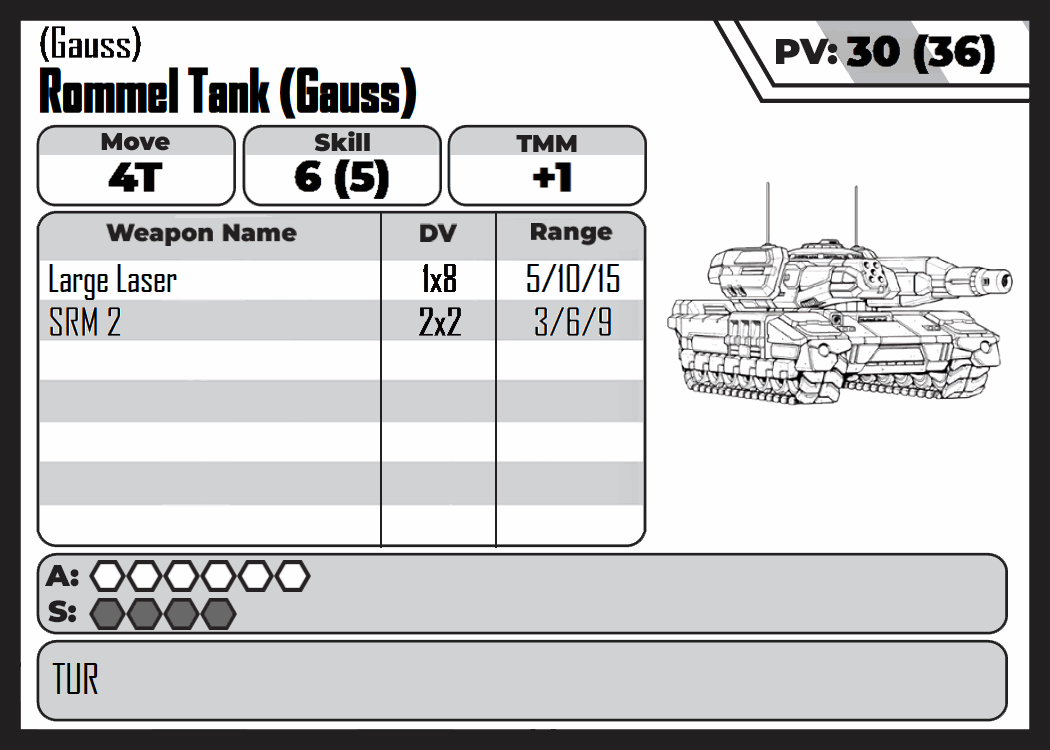 (Gauss)
Rommel Tank (Gauss)
PV: 30 (36)
Move Skill TMM
4T 6 (5) +1
Weapon Name DV Range
Large Laser 1x8 5/10/15
SRM 2 2x2 3/6/9
A:
S:
TUR